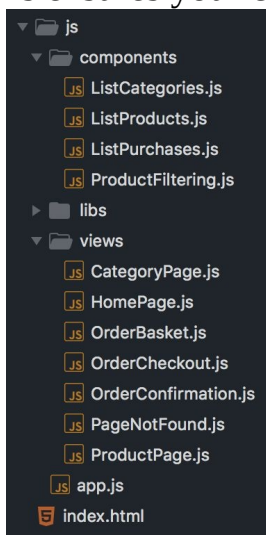 js
components
JS ListCategories.js
JS ListProducts.js
JS ListPurchases.js
JS ProductFiltering.js
libs
views
JS CategoryPage.js
JS HomePage.js
JS OrderBasket.js
JS OrderCheckout.js
JS OrderConfirmation.js
JS PageNotFound.js
JS ProductPage.js
JS app.js
5 index.html